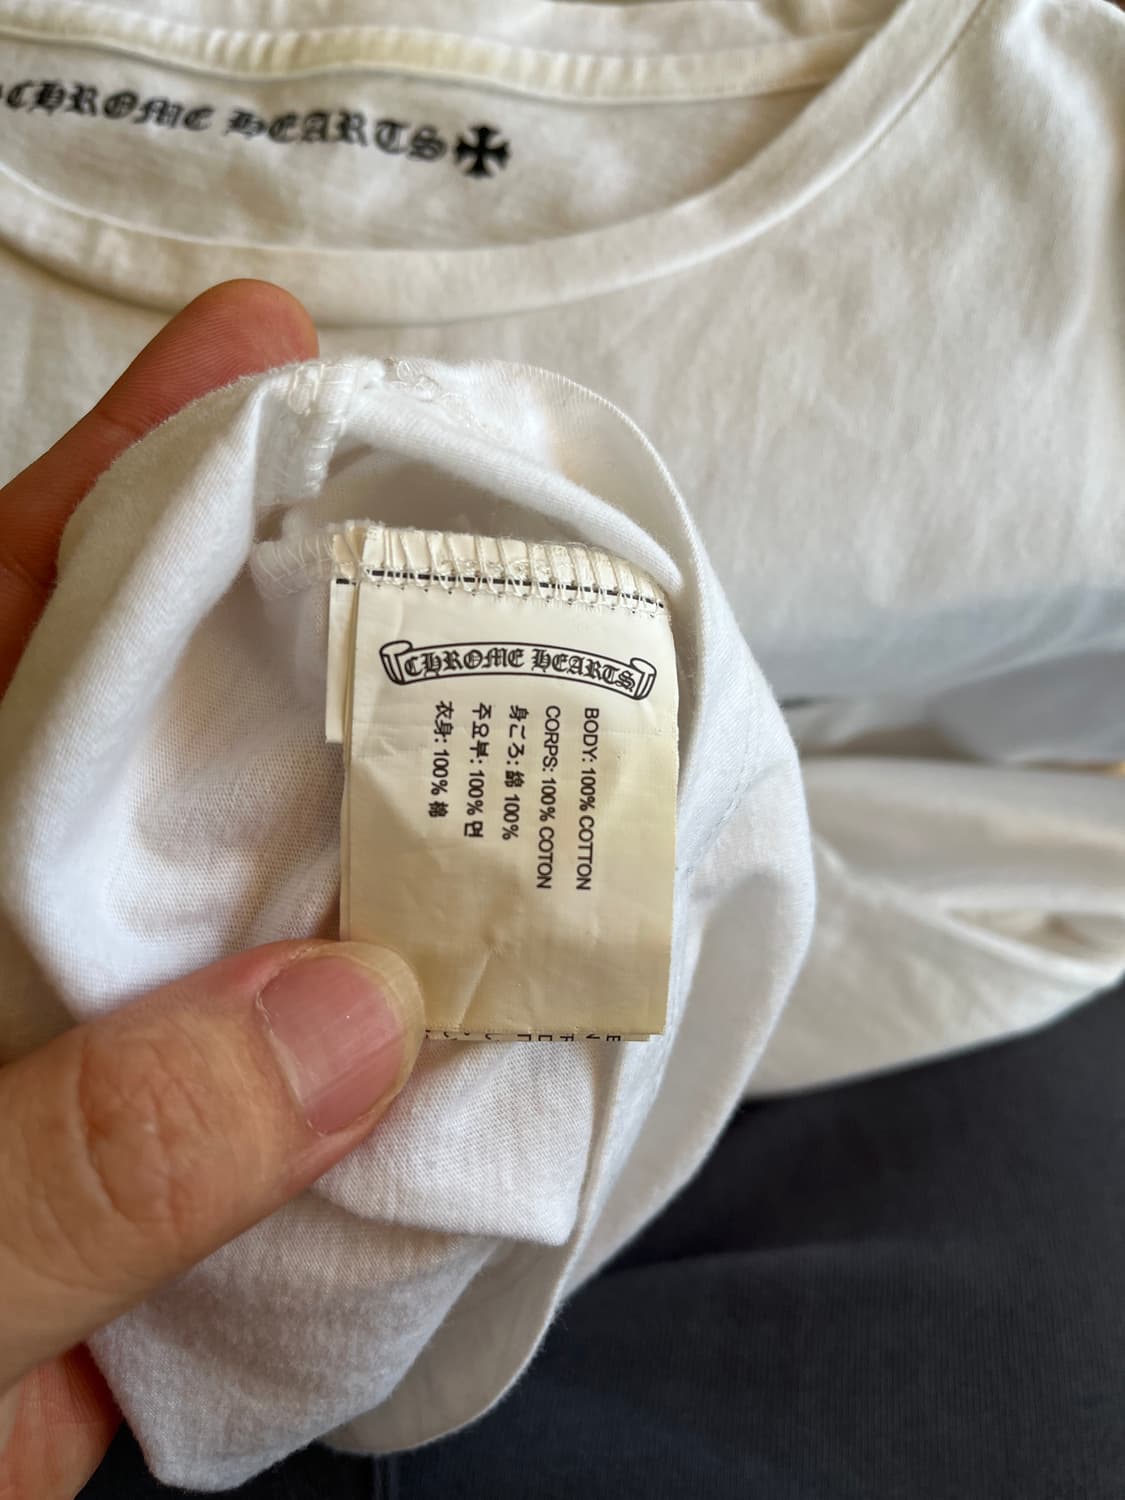 CHROME HEARTS
CHROME HEARTS
BODY: 100% COTTON
CORPS: 100% COTON
身ごろ: 綿 100%
주요부: 100% 면
衣身: 100% 棉